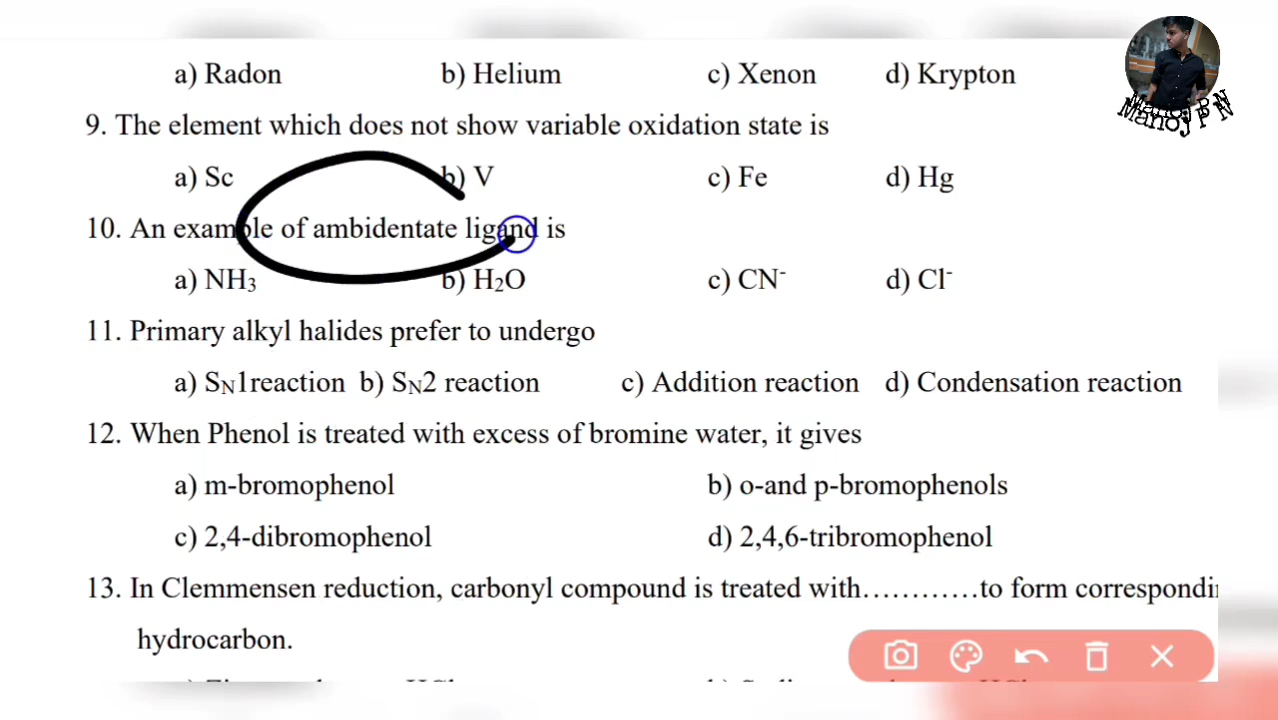 a) Radon b) Helium c) Xenon d) Krypton
9. The element which does not show variable oxidation state is
a) Sc b) V c) Fe d) Hg
10. An example of ambidentate ligand is
a) NH₃ b) H₂O c) CN⁻ d) Cl⁻
11. Primary alkyl halides prefer to undergo
a) SN1reaction b) SN2 reaction c) Addition reaction d) Condensation reaction
12. When Phenol is treated with excess of bromine water, it gives
a) m-bromophenol b) o-and p-bromophenols
c) 2,4-dibromophenol d) 2,4,6-tribromophenol
13. In Clemmensen reduction, carbonyl compound is treated with…………to form correspondi
hydrocarbon.
Manoj P N
Manoj P N